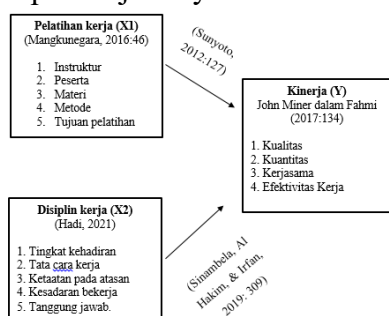 Pelatihan kerja (X1)
(Mangkunegara, 2016:46)
1. Instruktur
2. Peserta
3. Materi
4. Metode
5. Tujuan pelatihan
(Sunyoto,
2012:127)
Kinerja (Y)
John Miner dalam Fahmi
(2017:134)
1. Kualitas
2. Kuantitas
3. Kerjasama
4. Efektivitas Kerja
Disiplin kerja (X2)
(Hadi, 2021)
1. Tingkat kehadiran
2. Tata cara kerja
3. Ketaatan pada atasan
4. Kesadaran bekerja
5. Tanggung jawab.
(Sinambela, Al
Hakim, & Irfan,
2019: 309)